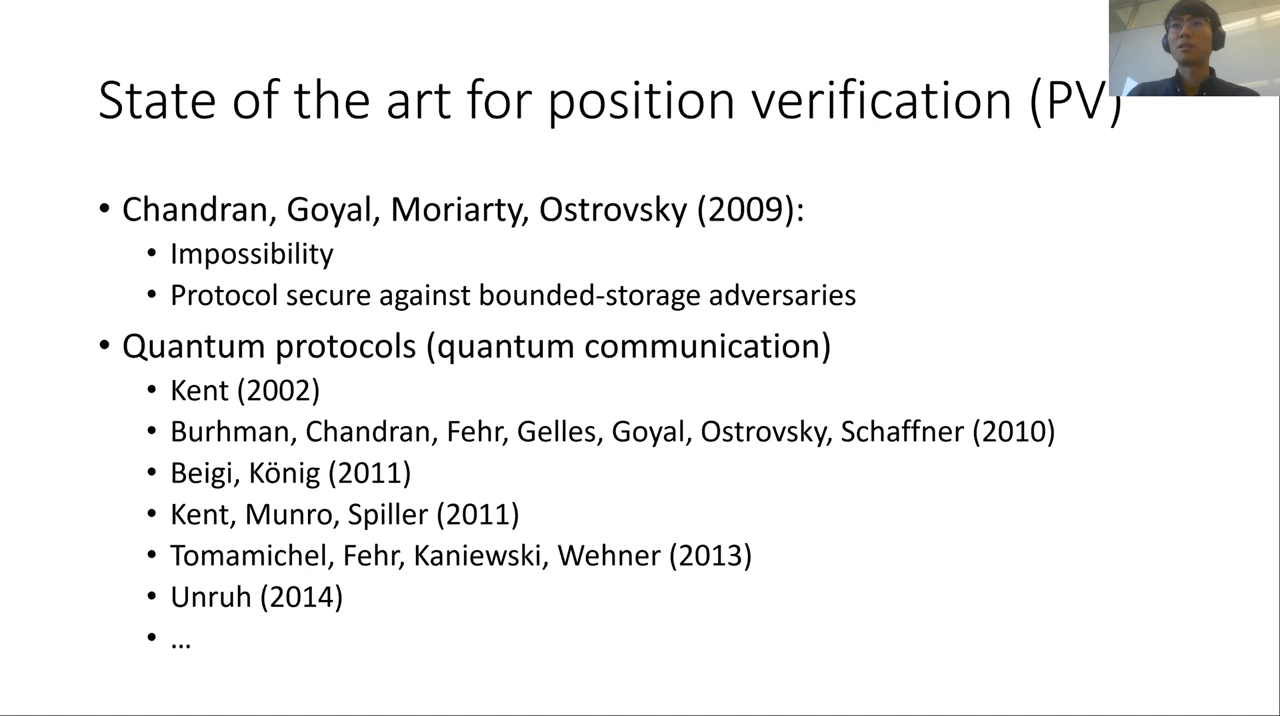 State of the art for position verification (PV)
• Chandran, Goyal, Moriarty, Ostrovsky (2009):
• Impossibility
• Protocol secure against bounded-storage adversaries
• Quantum protocols (quantum communication)
• Kent (2002)
• Burhman, Chandran, Fehr, Gelles, Goyal, Ostrovsky, Schaffner (2010)
• Beigi, König (2011)
• Kent, Munro, Spiller (2011)
• Tomamichel, Fehr, Kaniewski, Wehner (2013)
• Unruh (2014)
• …